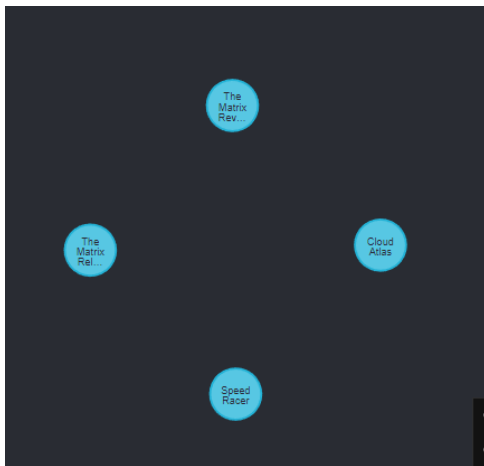 The
Matrix
Rev...
The
Matrix
Rel...
Cloud
Atlas
Speed
Racer